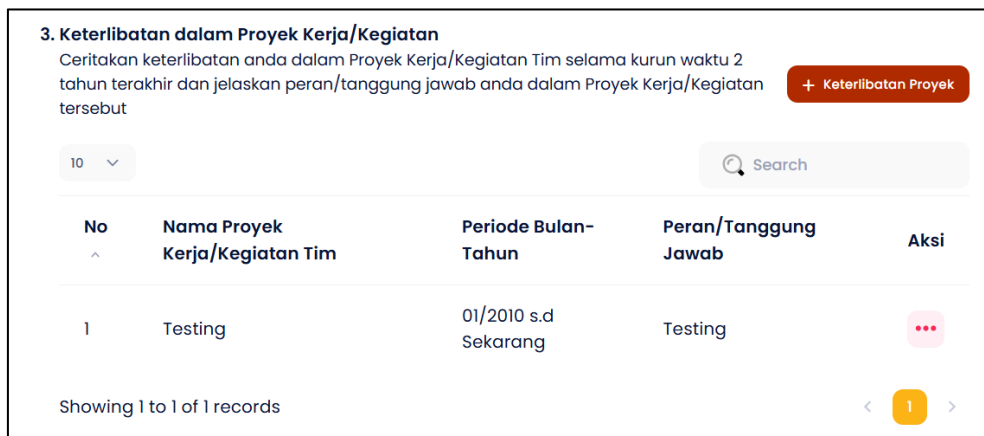 3. Keterlibatan dalam Proyek Kerja/Kegiatan
Ceritakan keterlibatan anda dalam Proyek Kerja/Kegiatan Tim selama kurun waktu 2
tahun terakhir dan jelaskan peran/tanggung jawab anda dalam Proyek Kerja/Kegiatan
tersebut
+ Keterlibatan Proyek
10
Search
No
Nama Proyek
Kerja/Kegiatan Tim
Periode Bulan-
Tahun
Peran/Tanggung
Jawab
Aksi
1
Testing
01/2010 s.d
Sekarang
Testing
Showing 1 to 1 of 1 records
1